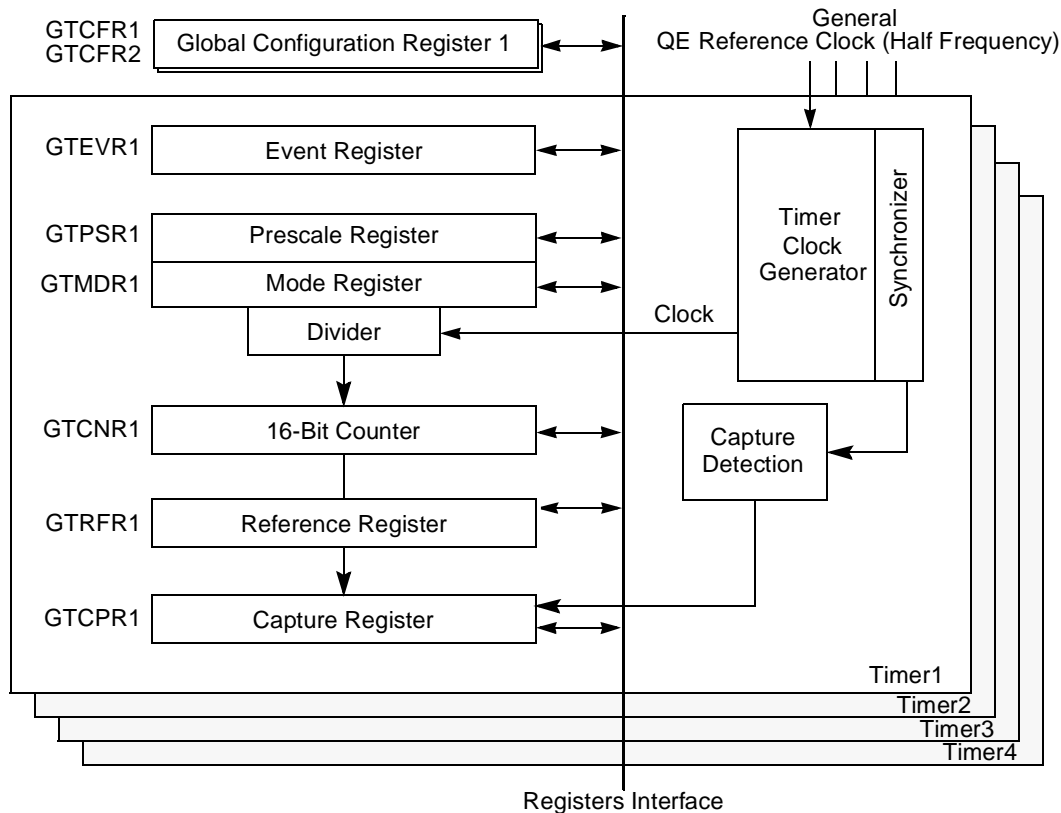 GTCFR1
GTCFR2
Global Configuration Register 1
General
QE Reference Clock (Half Frequency)
GTEVR1
Event Register
GTPSR1
Prescale Register
GTMDR1
Mode Register
Divider
Clock
Timer
Clock
Generator
Synchronizer
GTCNR1
16-Bit Counter
Capture
Detection
GTRFR1
Reference Register
GTCPR1
Capture Register
Timer1
Timer2
Timer3
Timer4
Registers Interface